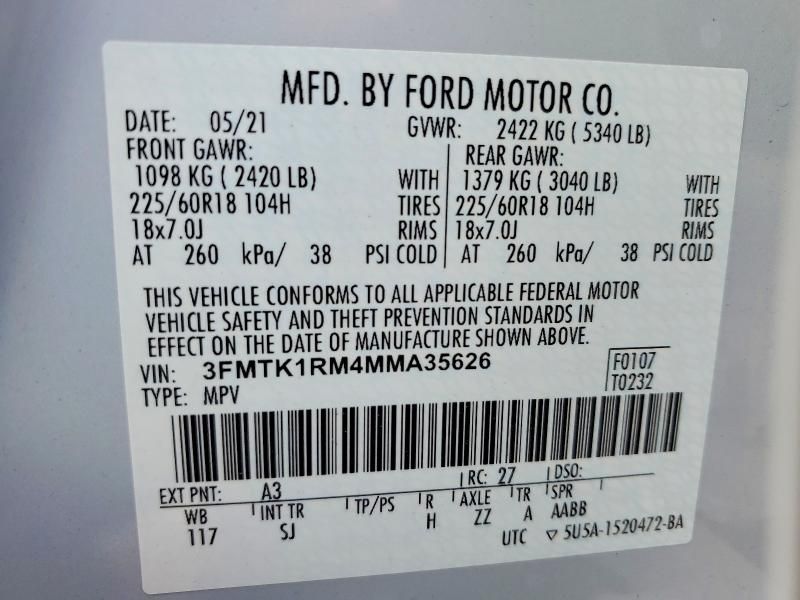 MFD. BY FORD MOTOR CO.
DATE: 05/21 GVWR: 2422 KG ( 5340 LB)
FRONT GAWR: REAR GAWR:
1098 KG ( 2420 LB) WITH 1379 KG ( 3040 LB) WITH
225/60R18 104H TIRES 225/60R18 104H TIRES
18x7.0J RIMS 18x7.0J RIMS
AT 260 kPa/ 38 PSI COLD AT 260 kPa/ 38 PSI COLD
THIS VEHICLE CONFORMS TO ALL APPLICABLE FEDERAL MOTOR
VEHICLE SAFETY AND THEFT PREVENTION STANDARDS IN
EFFECT ON THE DATE OF MANUFACTURE SHOWN ABOVE.
VIN: 3FMTK1RM4MMA35626 F0107
TYPE: MPV T0232
EXT PNT: A3 RC: 27 DSO:
WB INT TR TP/PS R AXLE TR SPR
117 SJ H ZZ A AABB
UTC ▽ 5U5A-1520472-BA